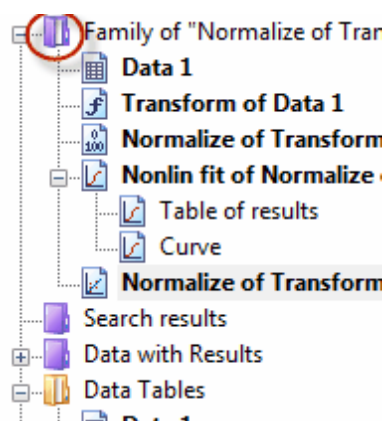 Family of "Normalize of Tran
Data 1
Transform of Data 1
Normalize of Transform
Nonlin fit of Normalize
Table of results
Curve
Normalize of Transform
Search results
Data with Results
Data Tables
Data 1